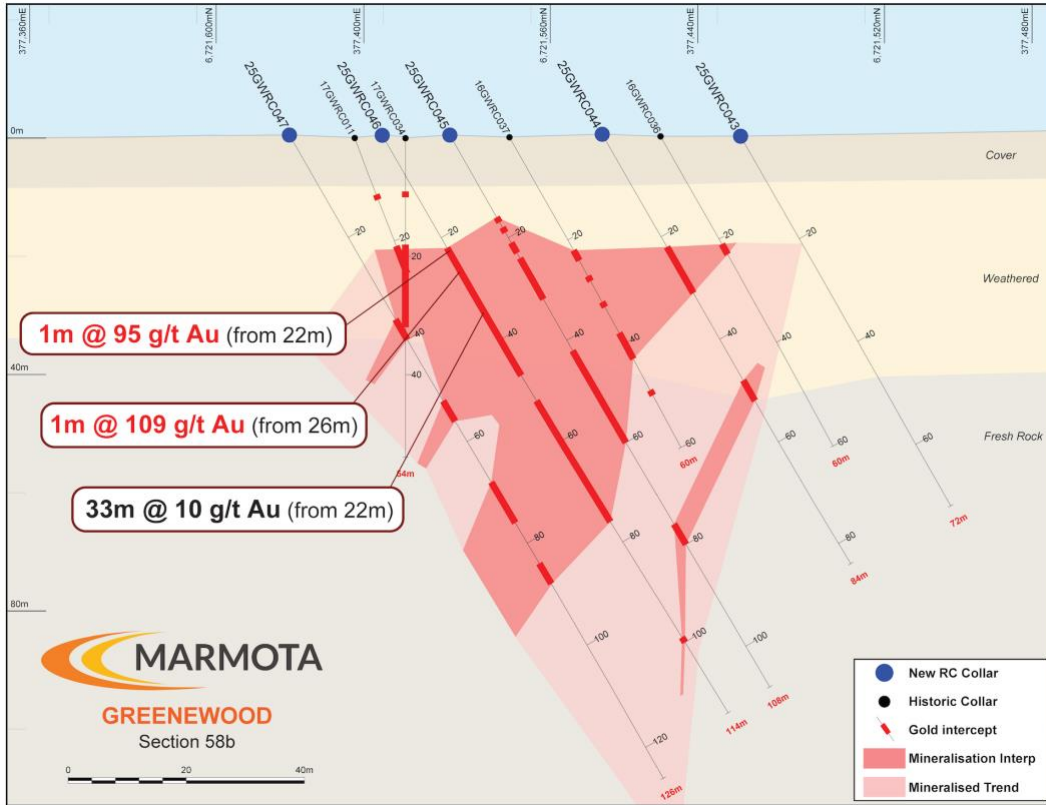 377,360mE
6,721,600mN
377,400mE
6,721,560mN
377,440mE
6,721,520mN
377,480mE
25GWRC047
17GWRC011
25GWRC046
17GWRC034
25GWRC045
16GWRC037
25GWRC044
16GWRC036
25GWRC043
0m
Cover
20
20
20
20
20
20
20
20
20
Weathered
1m @ 95 g/t Au (from 22m)
40
40
40
40
40
40
40
40m
40
1m @ 109 g/t Au (from 26m)
60
60
60
60
60
60
Fresh Rock
60m
60m
54m
33m @ 10 g/t Au (from 22m)
72m
80
80
80
80
84m
80m
100
100
100
MARMOTA
GREENEWOOD
Section 58b
108m
114m
120
126m
0
20
40m
New RC Collar
Historic Collar
Gold intercept
Mineralisation Interp
Mineralised Trend